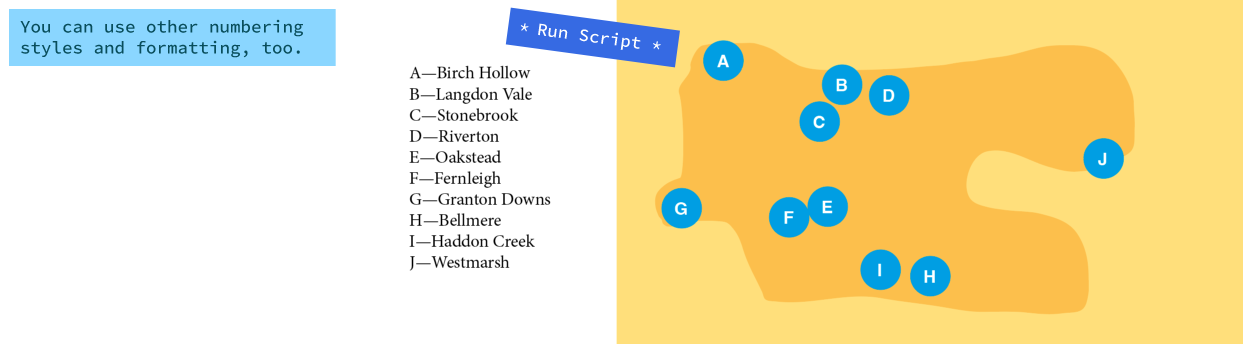 You can use other numbering
styles and formatting, too.
* Run Script *
A—Birch Hollow
B—Langdon Vale
C—Stonebrook
D—Riverton
E—Oakstead
F—Fernleigh
G—Granton Downs
H—Bellmere
I—Haddon Creek
J—Westmarsh
A
B
D
C
J
G
F
E
I
H